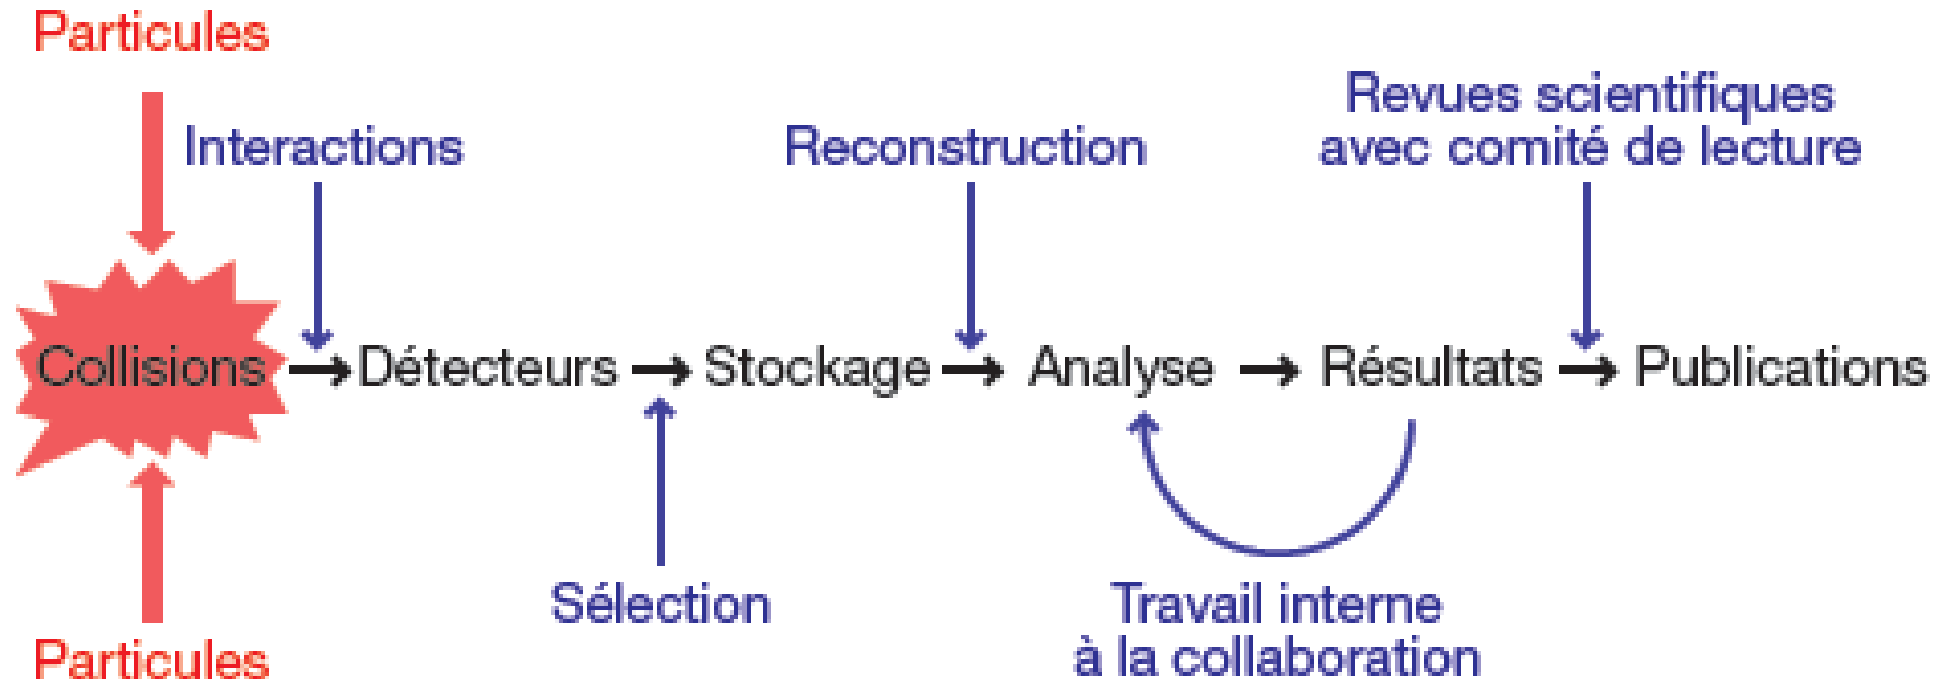 Particules
Revues scientifiques
Interactions
Reconstruction
avec comité de lecture
Collisions
Détecteurs
Stockage
Analyse
Résultats
Publications
Sélection
Travail interne
à la collaboration
Particules